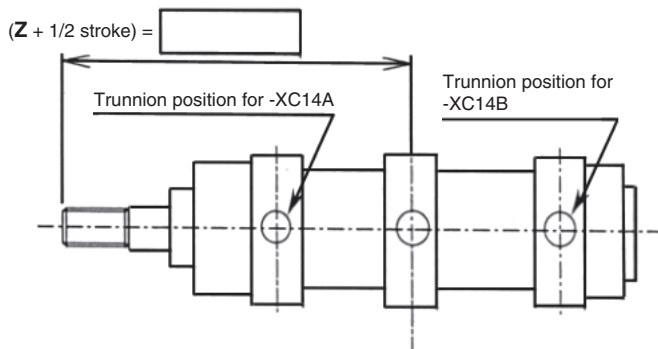 (Z + 1/2 stroke) =
Trunnion position for -XC14A
Trunnion position for
-XC14B